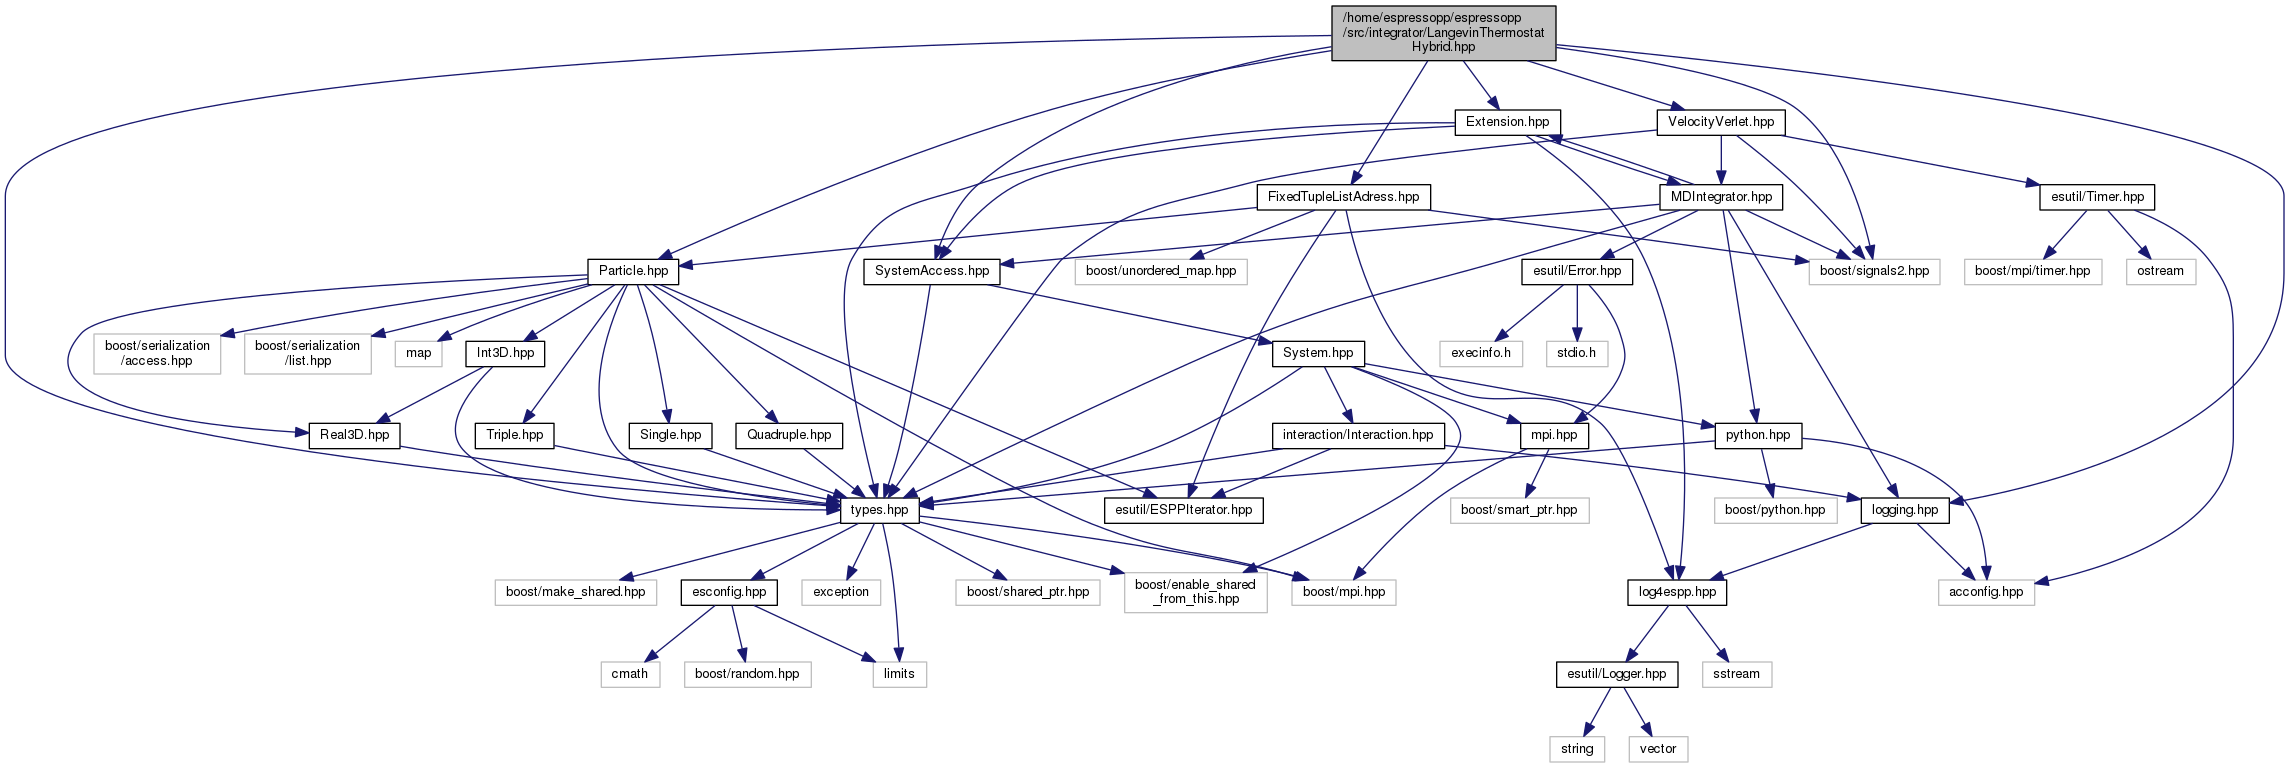 /home/espressopp/espressopp
/src/integrator/LangevinThermostat
Hybrid.hpp
Extension.hpp
VelocityVerlet.hpp
FixedTupleListAdress.hpp
MDIntegrator.hpp
esutil/Timer.hpp
Particle.hpp
SystemAccess.hpp
boost/unordered_map.hpp
esutil/Error.hpp
boost/signals2.hpp
boost/mpi/timer.hpp
ostream
boost/serialization
/access.hpp
boost/serialization
/list.hpp
map
Int3D.hpp
System.hpp
execinfo.h
stdio.h
Real3D.hpp
Triple.hpp
Single.hpp
Quadruple.hpp
interaction/Interaction.hpp
mpi.hpp
python.hpp
types.hpp
esutil/ESPPIterator.hpp
boost/smart_ptr.hpp
boost/python.hpp
logging.hpp
boost/make_shared.hpp
esconfig.hpp
exception
boost/shared_ptr.hpp
boost/enable_shared
_from_this.hpp
boost/mpi.hpp
log4espp.hpp
acconfig.hpp
cmath
boost/random.hpp
limits
esutil/Logger.hpp
sstream
string
vector